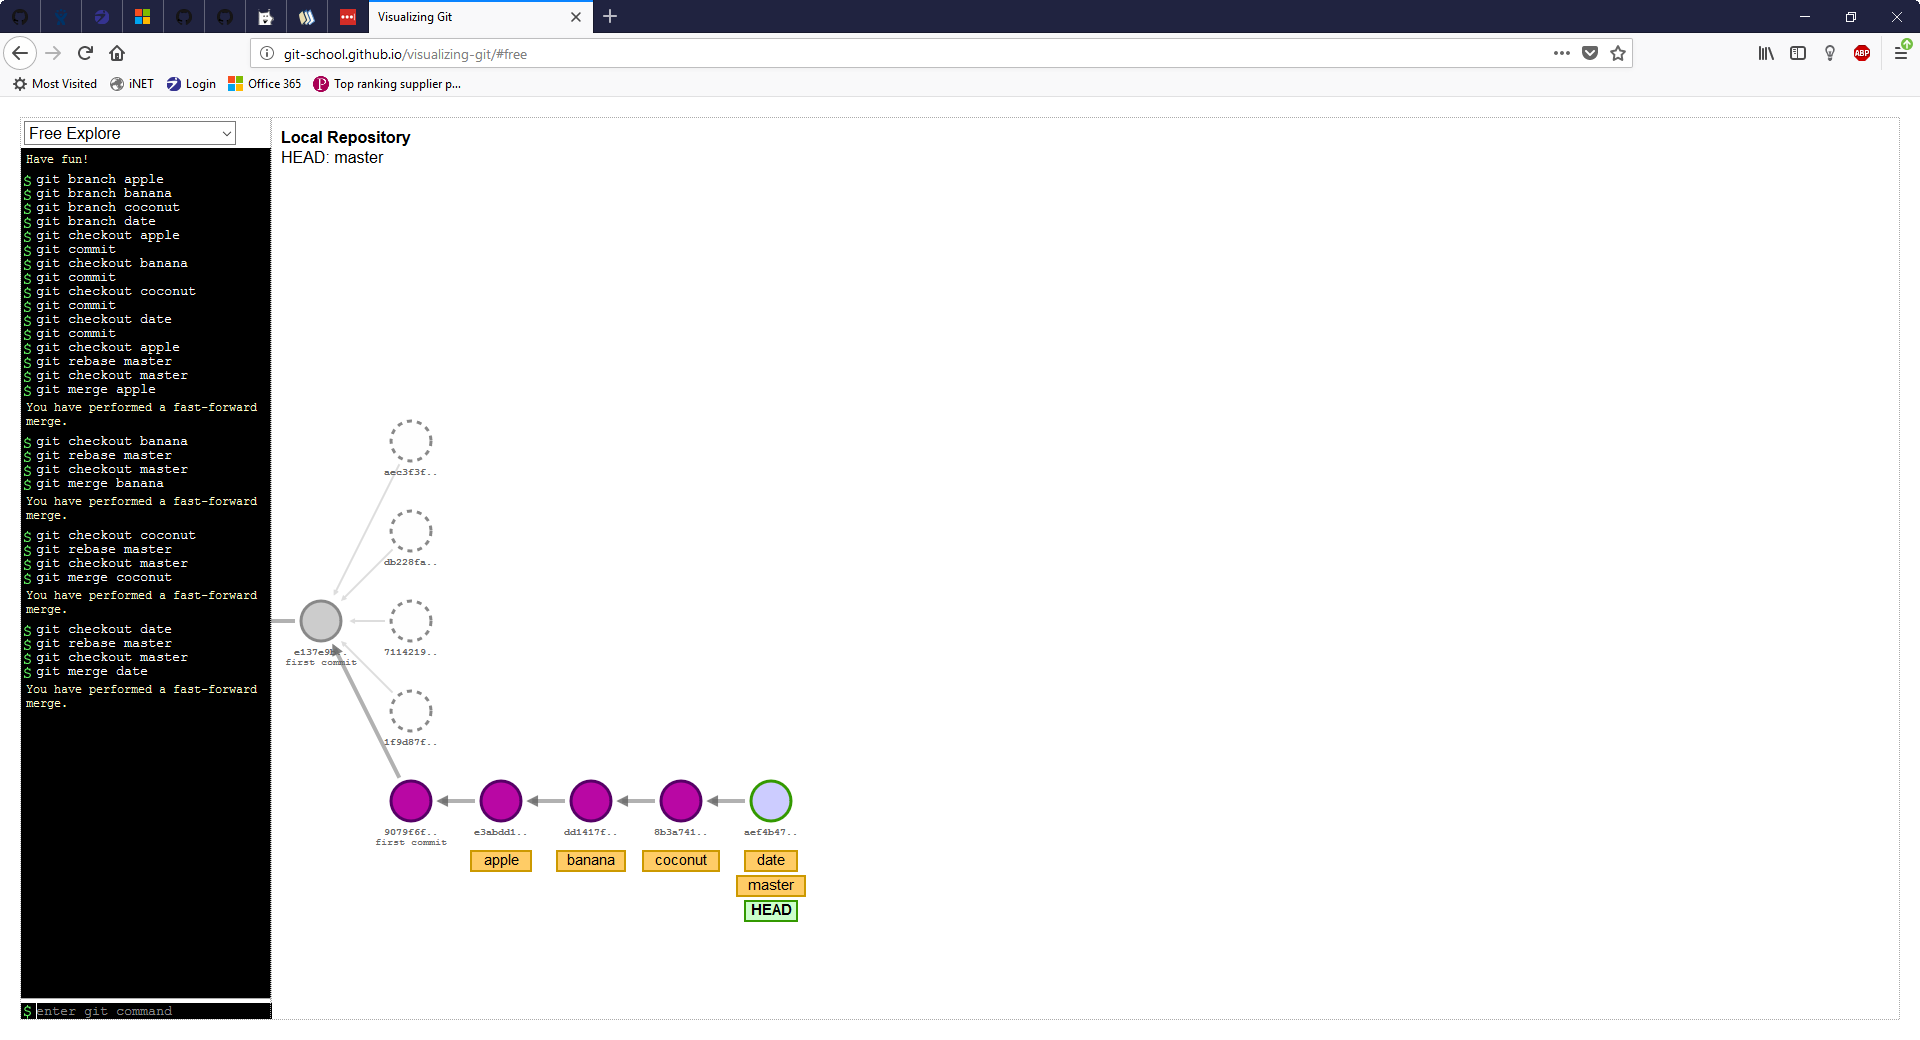 Visualizing Git
git-school.github.io/visualizing-git/#free
ABP
Most Visited
iNET
Login
Office 365
Top ranking supplier p...
Free Explore
Have fun!
$ git branch apple
$ git branch banana
$ git branch coconut
$ git branch date
$ git checkout apple
$ git commit
$ git checkout banana
$ git commit
$ git checkout coconut
$ git commit
$ git checkout date
$ git commit
$ git checkout apple
$ git rebase master
$ git checkout master
$ git merge apple
You have performed a fast-forward
merge.
$ git checkout banana
$ git rebase master
$ git checkout master
$ git merge banana
You have performed a fast-forward
merge.
$ git checkout coconut
$ git rebase master
$ git checkout master
$ git merge coconut
You have performed a fast-forward
merge.
$ git checkout date
$ git rebase master
$ git checkout master
$ git merge date
You have performed a fast-forward
merge.
$ enter git command
Local Repository
HEAD: master
aec3f3f..
db228fa..
7114219..
first commit
1f9d87f..
9079f6f..
first commit
e3abdd1..
dd1417f..
8b3a741..
aef4b47..
apple
banana
coconut
date
master
HEAD